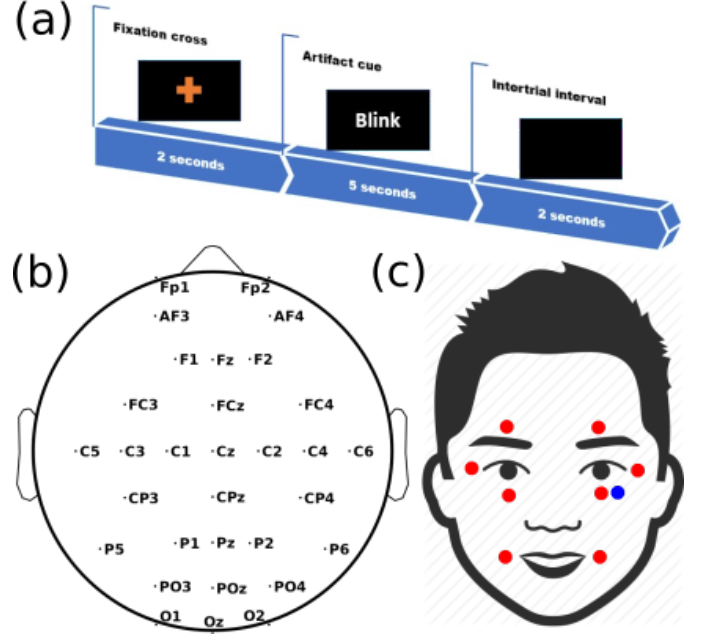 (a)
Fixation cross
Artifact cue
Intertrial interval
Blink
2 seconds
5 seconds
2 seconds
(b)
Fp1 Fp2
AF3 AF4
F1 Fz F2
FC3 FCz FC4
C5 C3 C1 Cz C2 C4 C6
CP3 CPz CP4
P5 P1 Pz P2 P6
PO3 POz PO4
O1 Oz O2
(c)